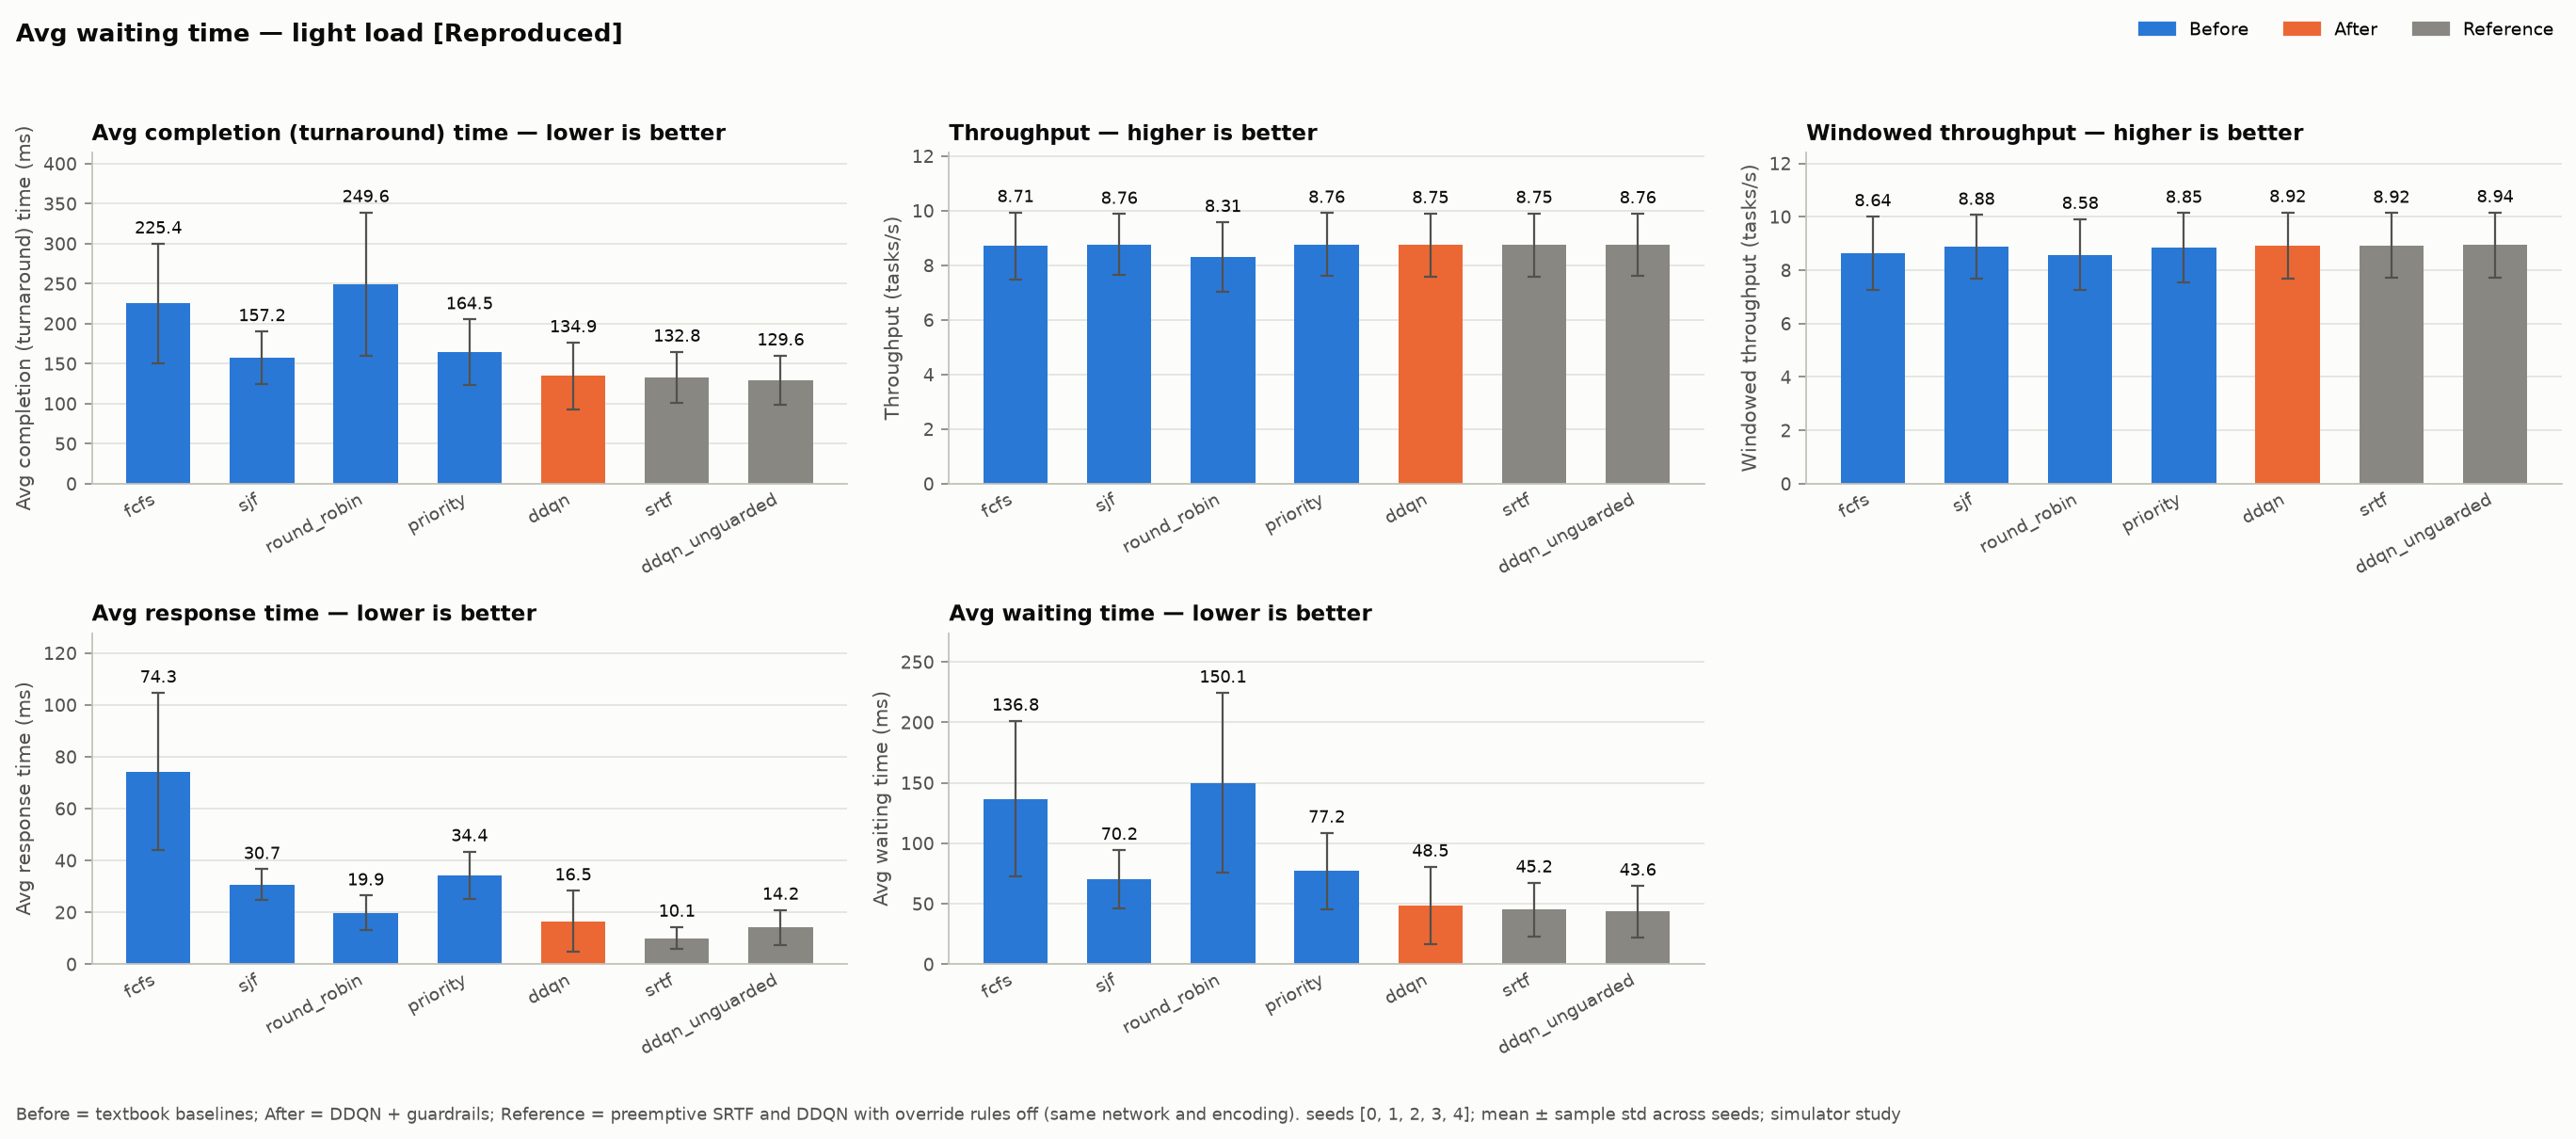 Avg waiting time — light load [Reproduced]
Before
After
Reference
Avg completion (turnaround) time — lower is better
Avg completion (turnaround) time (ms)
400
350
300
250
200
150
100
50
0
225.4
157.2
249.6
164.5
134.9
132.8
129.6
fcfs
sjf
round_robin
priority
ddqn
srtf
ddqn_unguarded
Throughput — higher is better
Throughput (tasks/s)
12
10
8
6
4
2
0
8.71
8.76
8.31
8.76
8.75
8.75
8.76
fcfs
sjf
round_robin
priority
ddqn
srtf
ddqn_unguarded
Windowed throughput — higher is better
Windowed throughput (tasks/s)
12
10
8
6
4
2
0
8.64
8.88
8.58
8.85
8.92
8.92
8.94
fcfs
sjf
round_robin
priority
ddqn
srtf
ddqn_unguarded
Avg response time — lower is better
Avg response time (ms)
120
100
80
60
40
20
0
74.3
30.7
19.9
34.4
16.5
10.1
14.2
fcfs
sjf
round_robin
priority
ddqn
srtf
ddqn_unguarded
Avg waiting time — lower is better
Avg waiting time (ms)
250
200
150
100
50
0
136.8
70.2
150.1
77.2
48.5
45.2
43.6
fcfs
sjf
round_robin
priority
ddqn
srtf
ddqn_unguarded
Before = textbook baselines; After = DDQN + guardrails; Reference = preemptive SRTF and DDQN with override rules off (same network and encoding). seeds [0, 1, 2, 3, 4]; mean ± sample std across seeds; simulator study